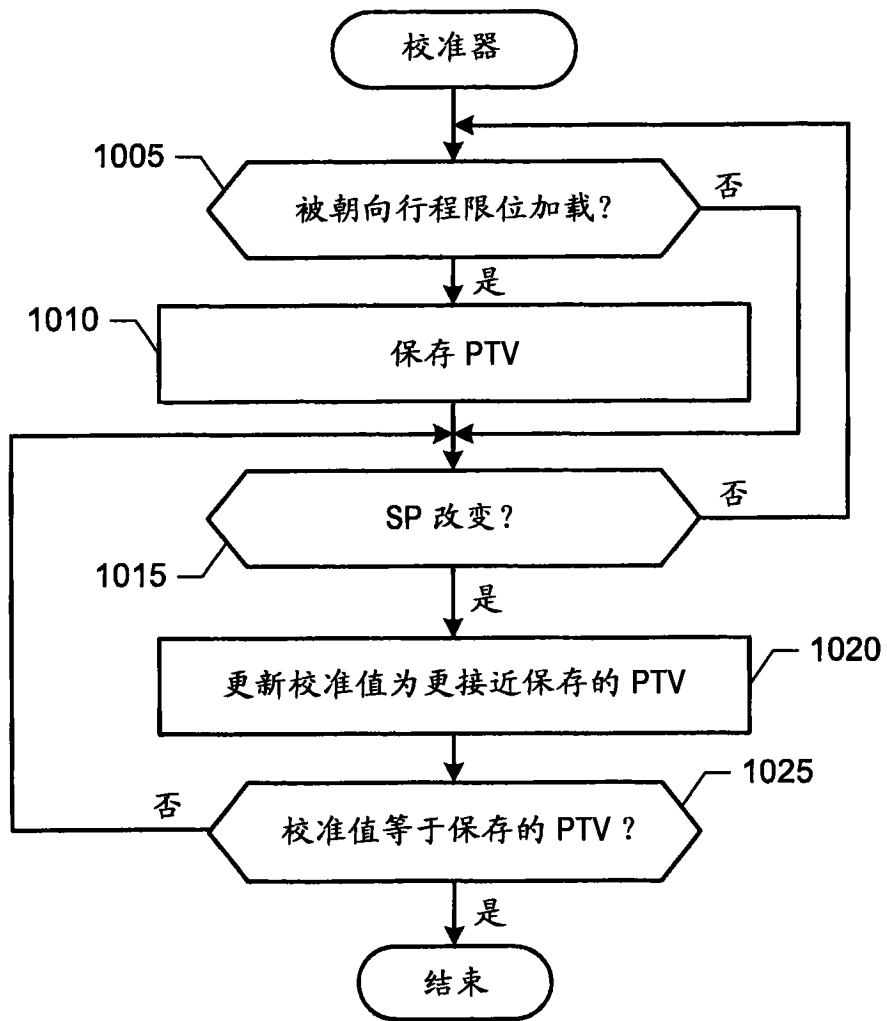 校准器
1005
被朝向行程限位加载？
否
是
1010
保存 PTV
SP 改变？
否
1015
是
更新校准值为更接近保存的 PTV
1020
1025
否
校准值等于保存的 PTV？
是
结束